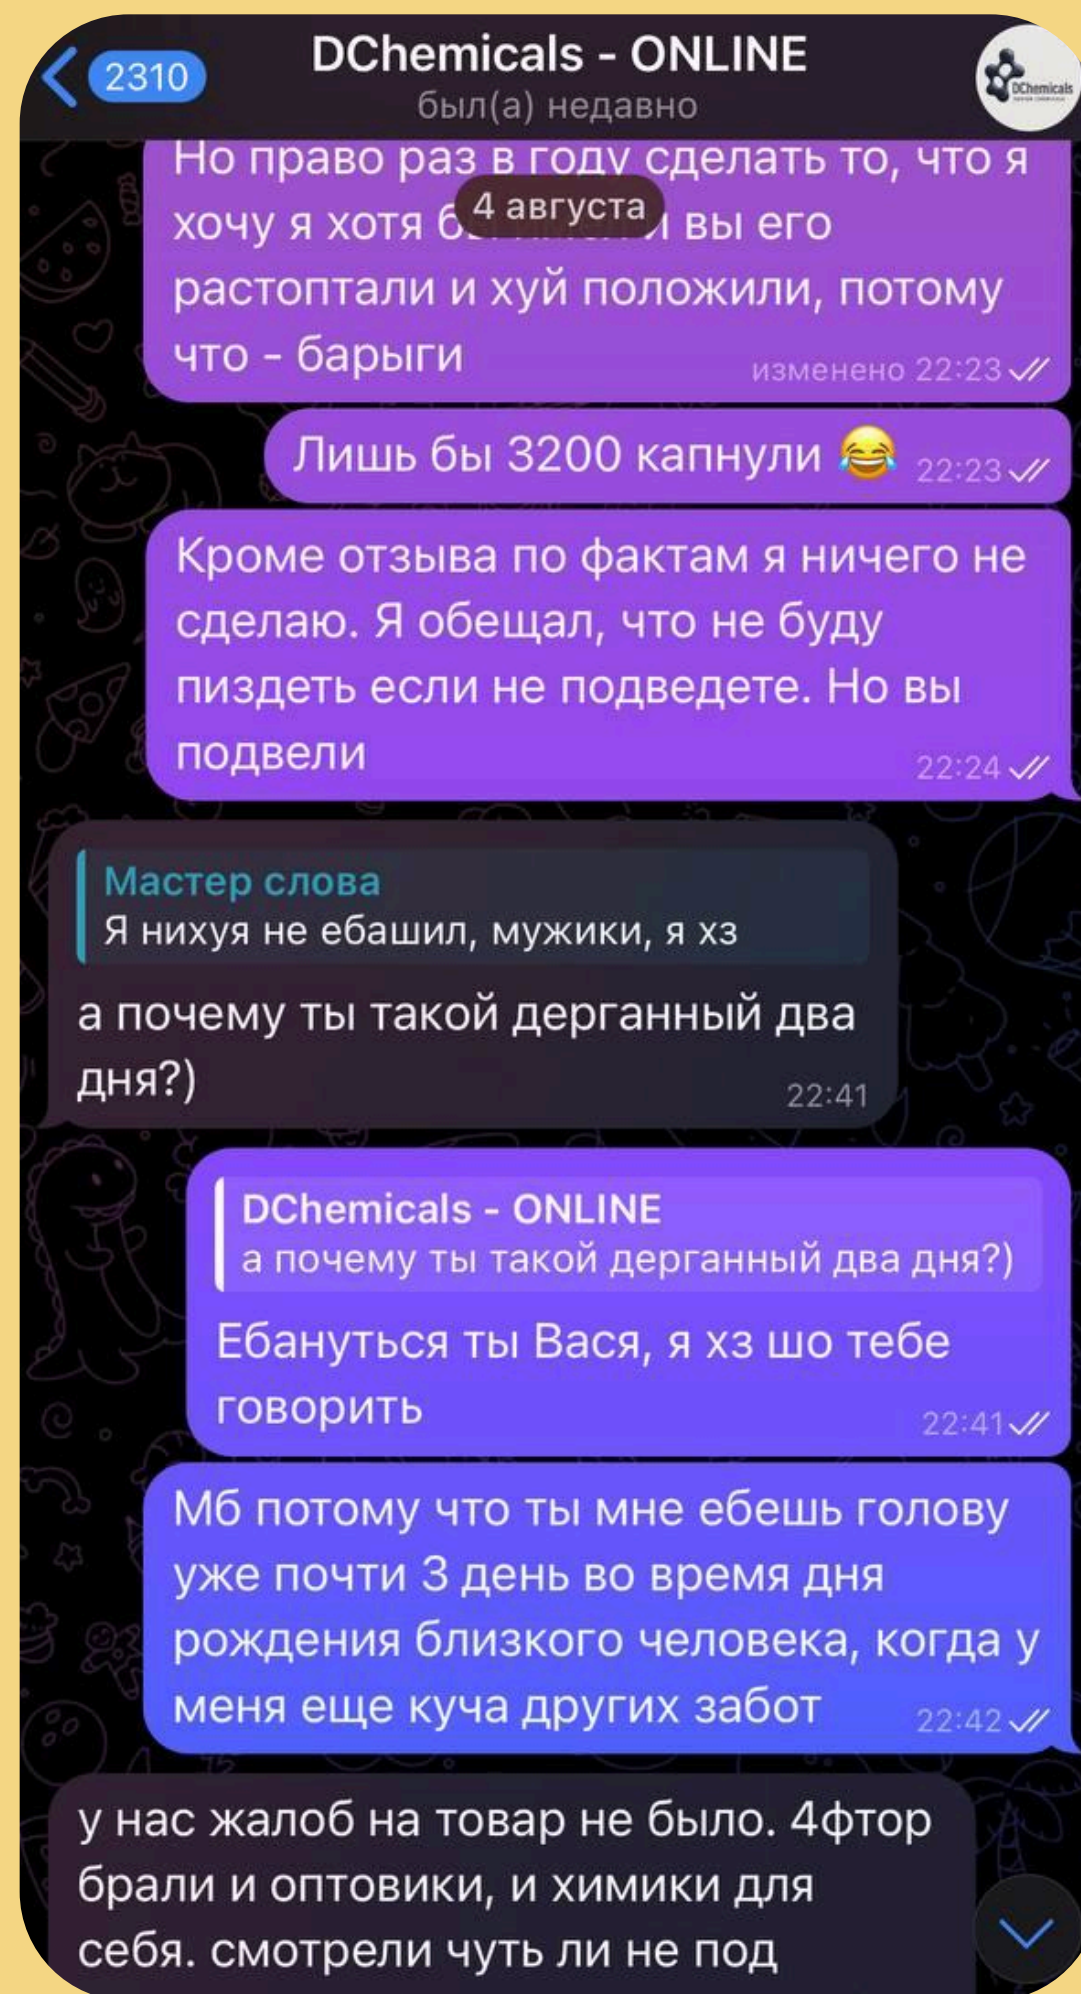 2310
DChemicals - ONLINE
был(а) недавно
DChemicals
Но право раз в году сделать то, что я
4 августа
хочу я хотя вы его
растоптали и хуй положили, потому
что - барыги
изменено 22:23
Лишь бы 3200 капнули 😂 22:23
Кроме отзыва по фактам я ничего не
сделаю. Я обещал, что не буду
пиздеть если не подведете. Но вы
подвели
22:24
Мастер слова
Я нихуя не ебашил, мужики, я хз
а почему ты такой дерганный два
дня?)
22:41
DChemicals - ONLINE
а почему ты такой дерганный два дня?)
Ебануться ты Вася, я хз шо тебе
говорить
22:41
Мб потому что ты мне ебешь голову
уже почти 3 день во время дня
рождения близкого человека, когда у
меня еще куча других забот
22:42
у нас жалоб на товар не было. 4фтор
брали и оптовики, и химики для
себя. смотрели чуть ли не под